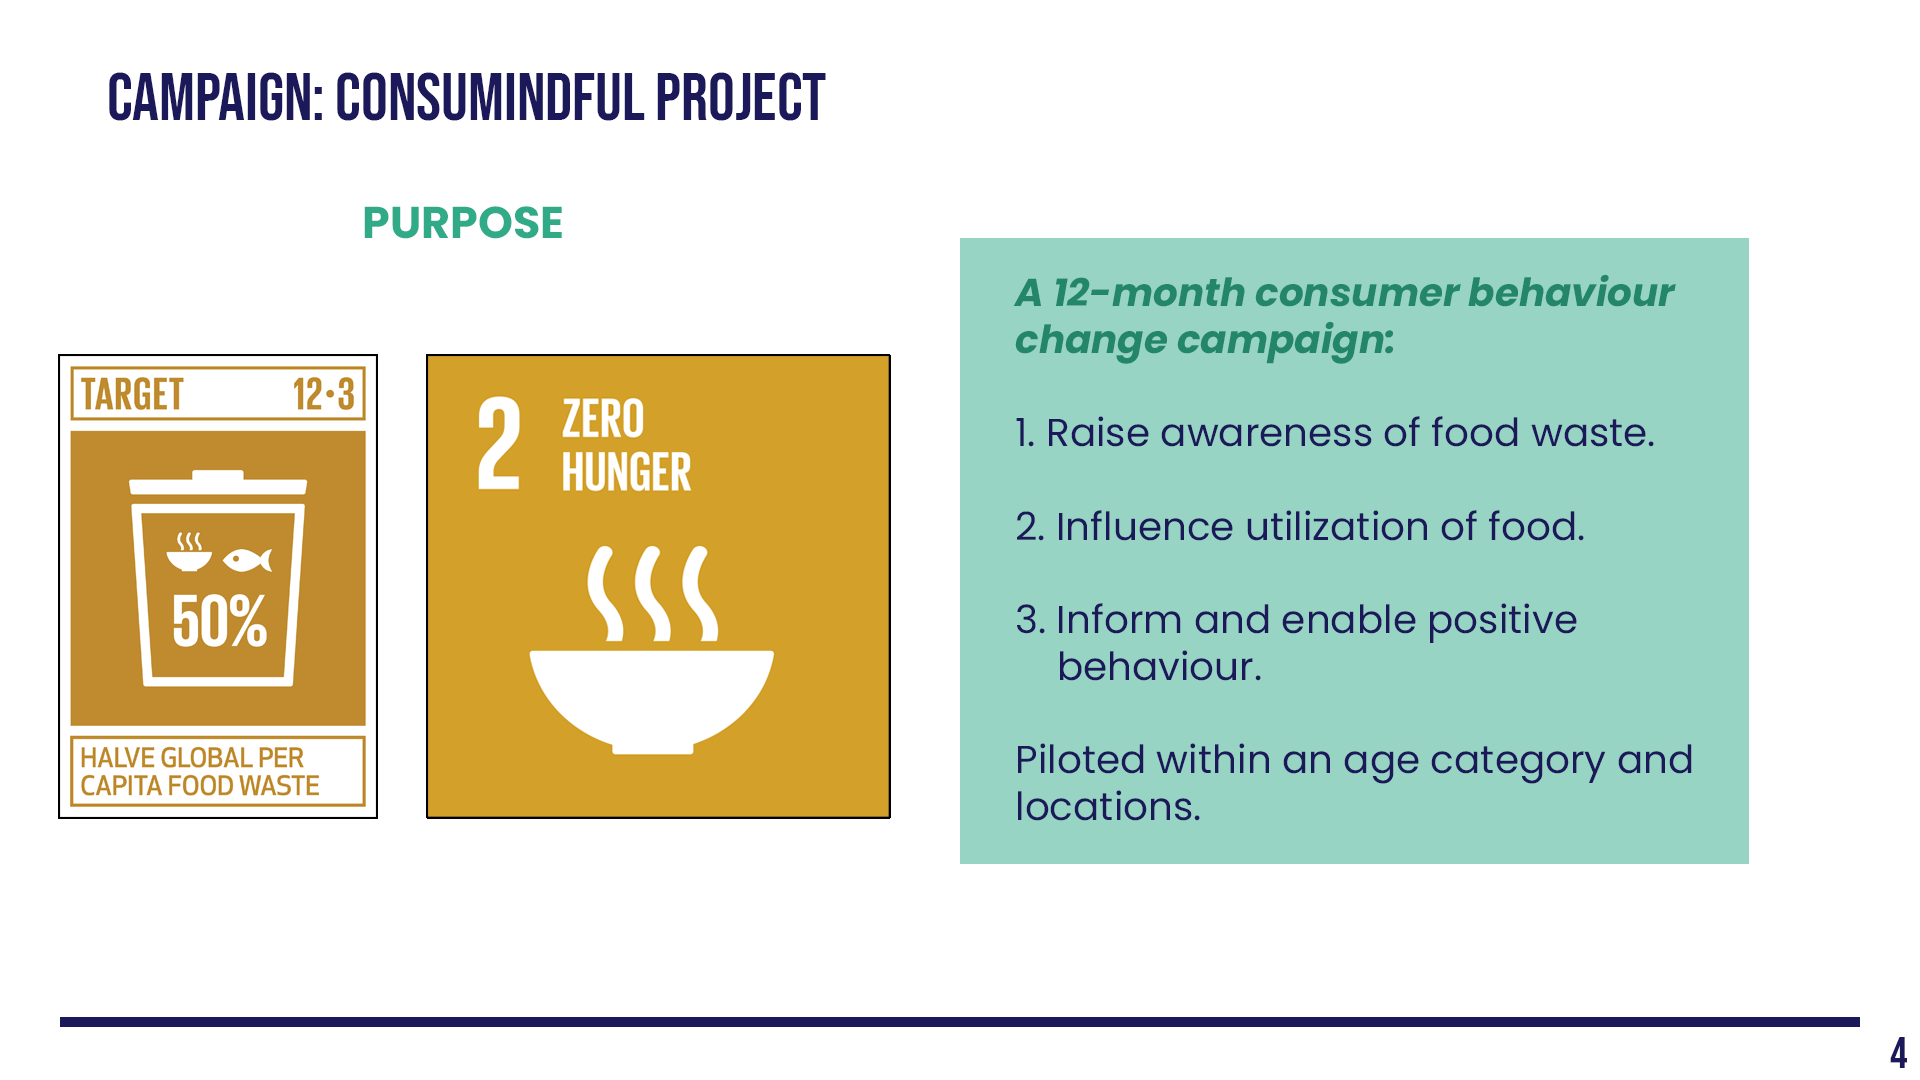 CAMPAIGN: CONSUMINDFUL PROJECT
PURPOSE
TARGET 12·3
50%
HALVE GLOBAL PER
CAPITA FOOD WASTE
2 ZERO
HUNGER
A 12-month consumer behaviour
change campaign:
1. Raise awareness of food waste.
2. Influence utilization of food.
3. Inform and enable positive
behaviour.
Piloted within an age category and
locations.
4